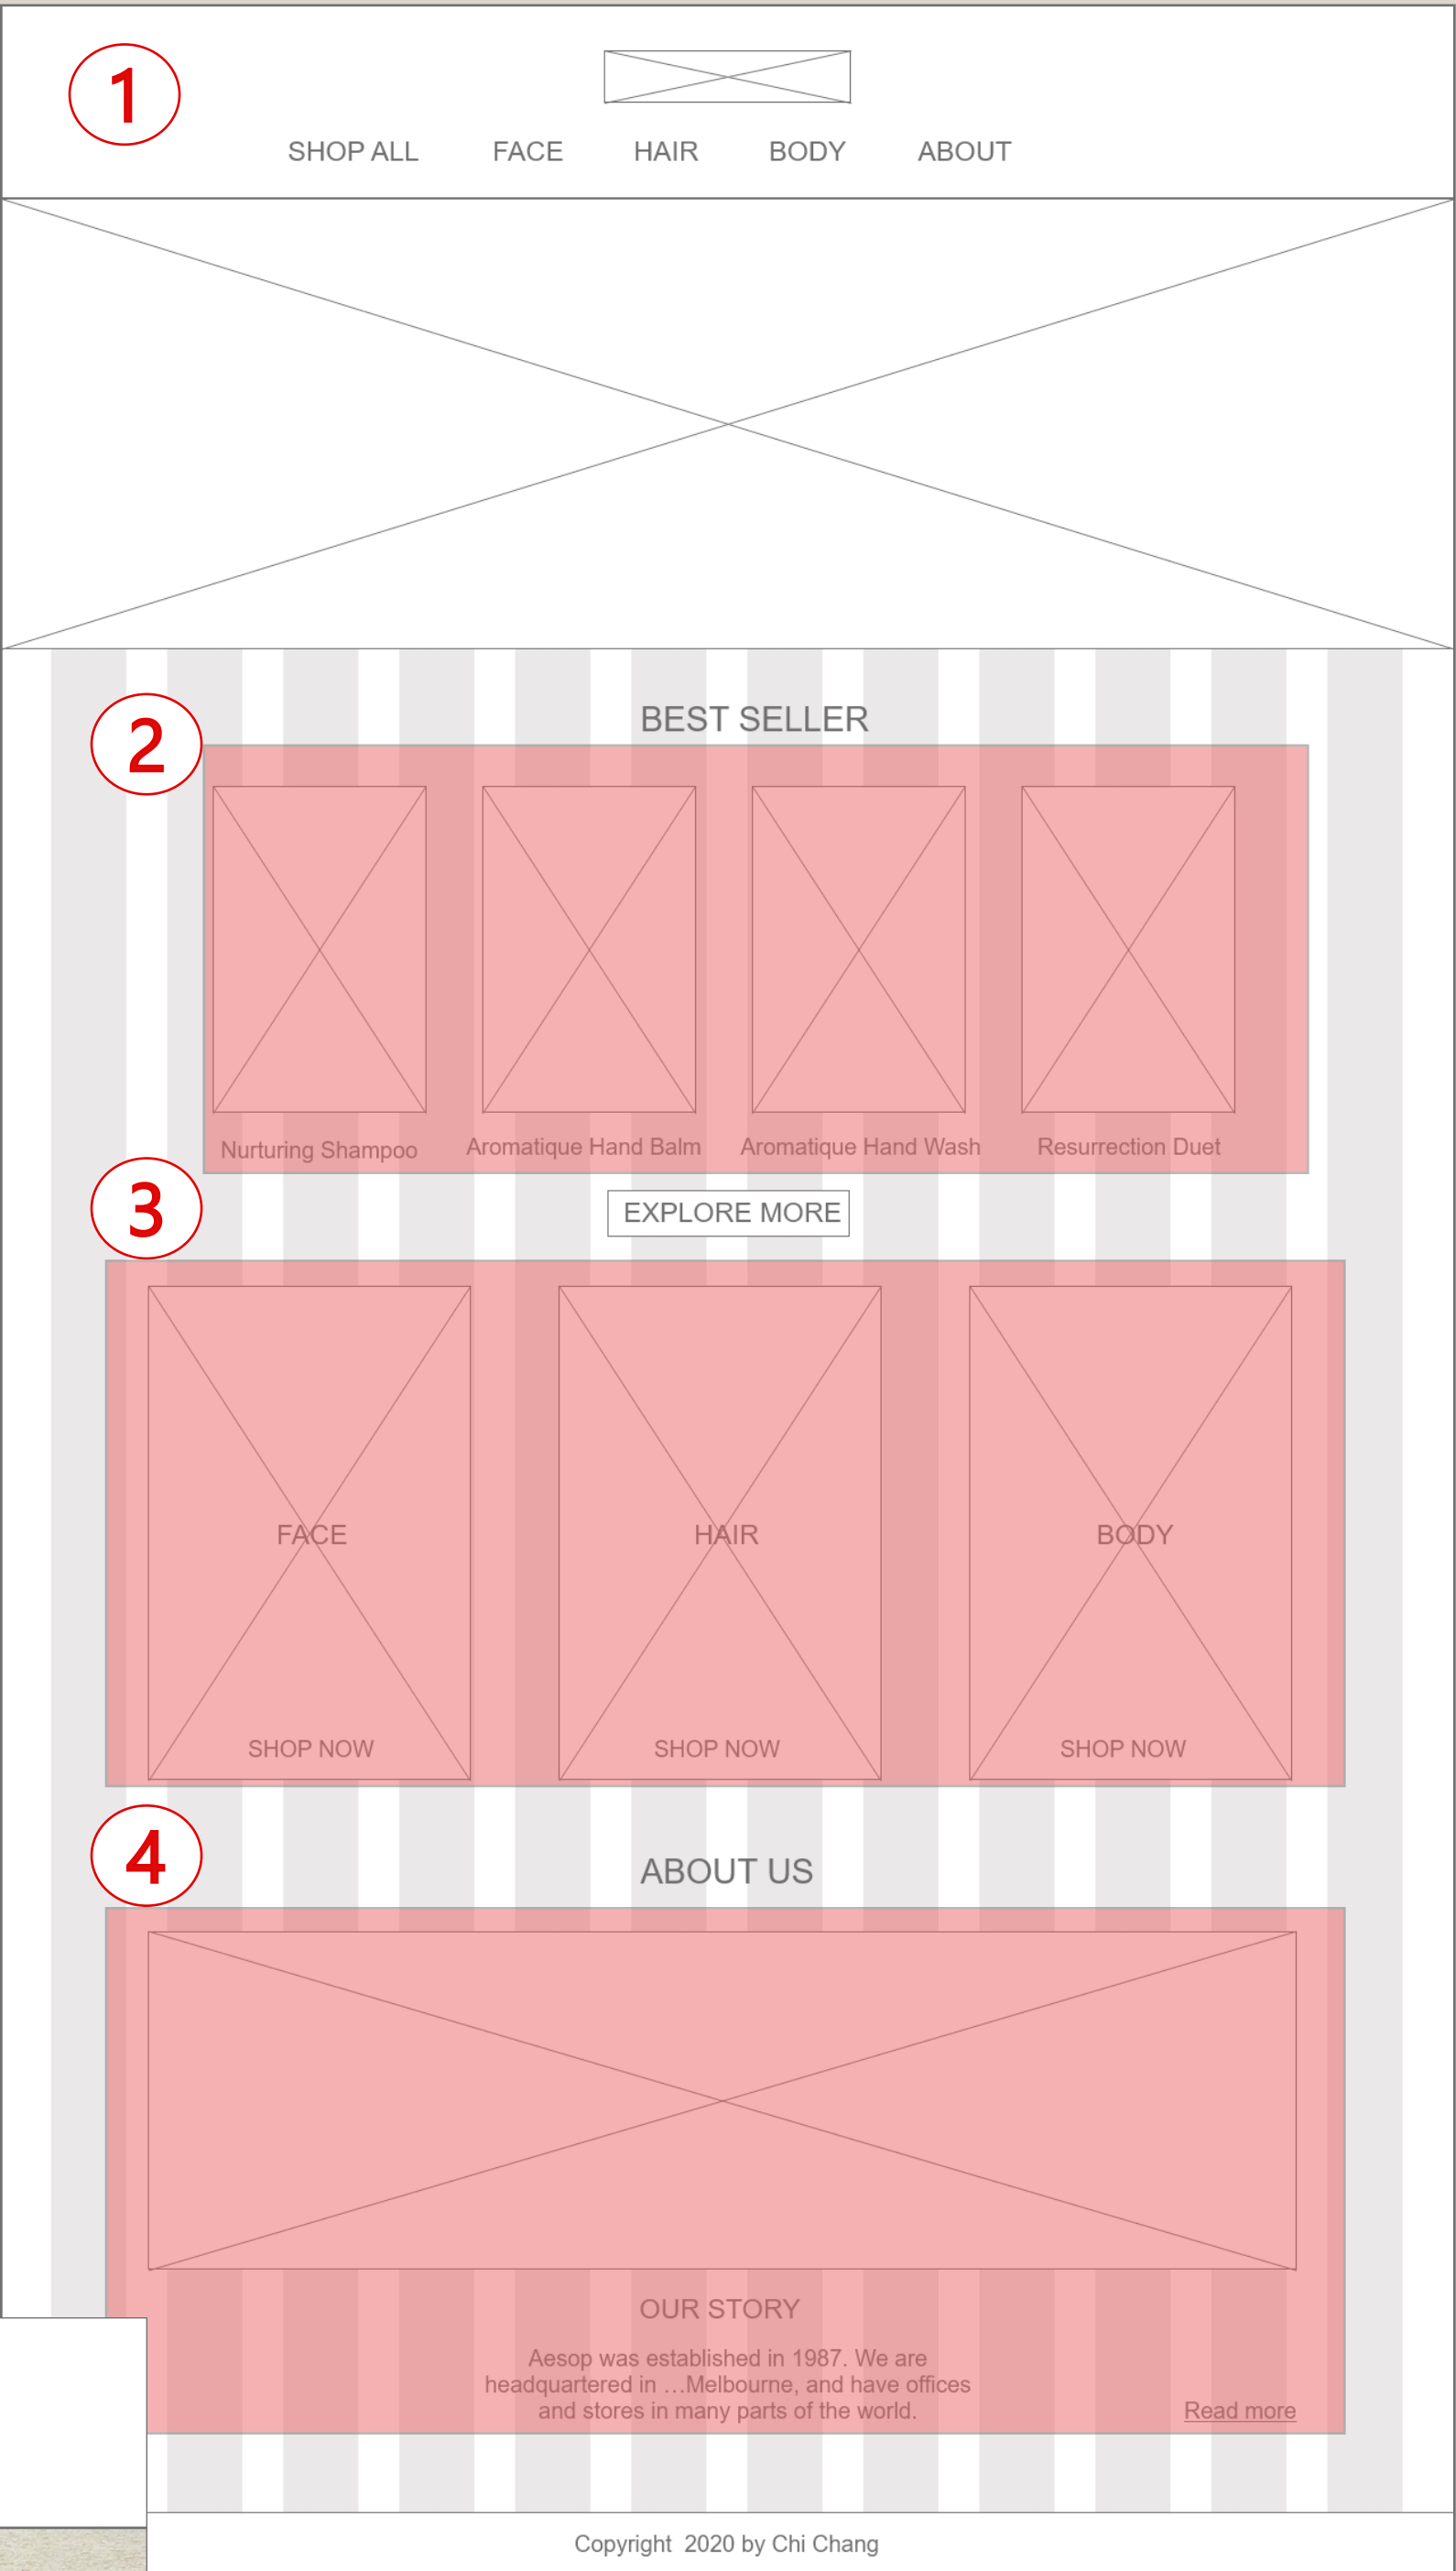 1
SHOP ALL FACE HAIR BODY ABOUT
BEST SELLER
2
Nurturing Shampoo Aromatique Hand Balm Aromatique Hand Wash Resurrection Duet
3
EXPLORE MORE
FACE HAIR BODY
SHOP NOW SHOP NOW SHOP NOW
4
ABOUT US
OUR STORY
Aesop was established in 1987. We are
headquartered in ...Melbourne, and have offices
and stores in many parts of the world.
Read more
Copyright 2020 by Chi Chang